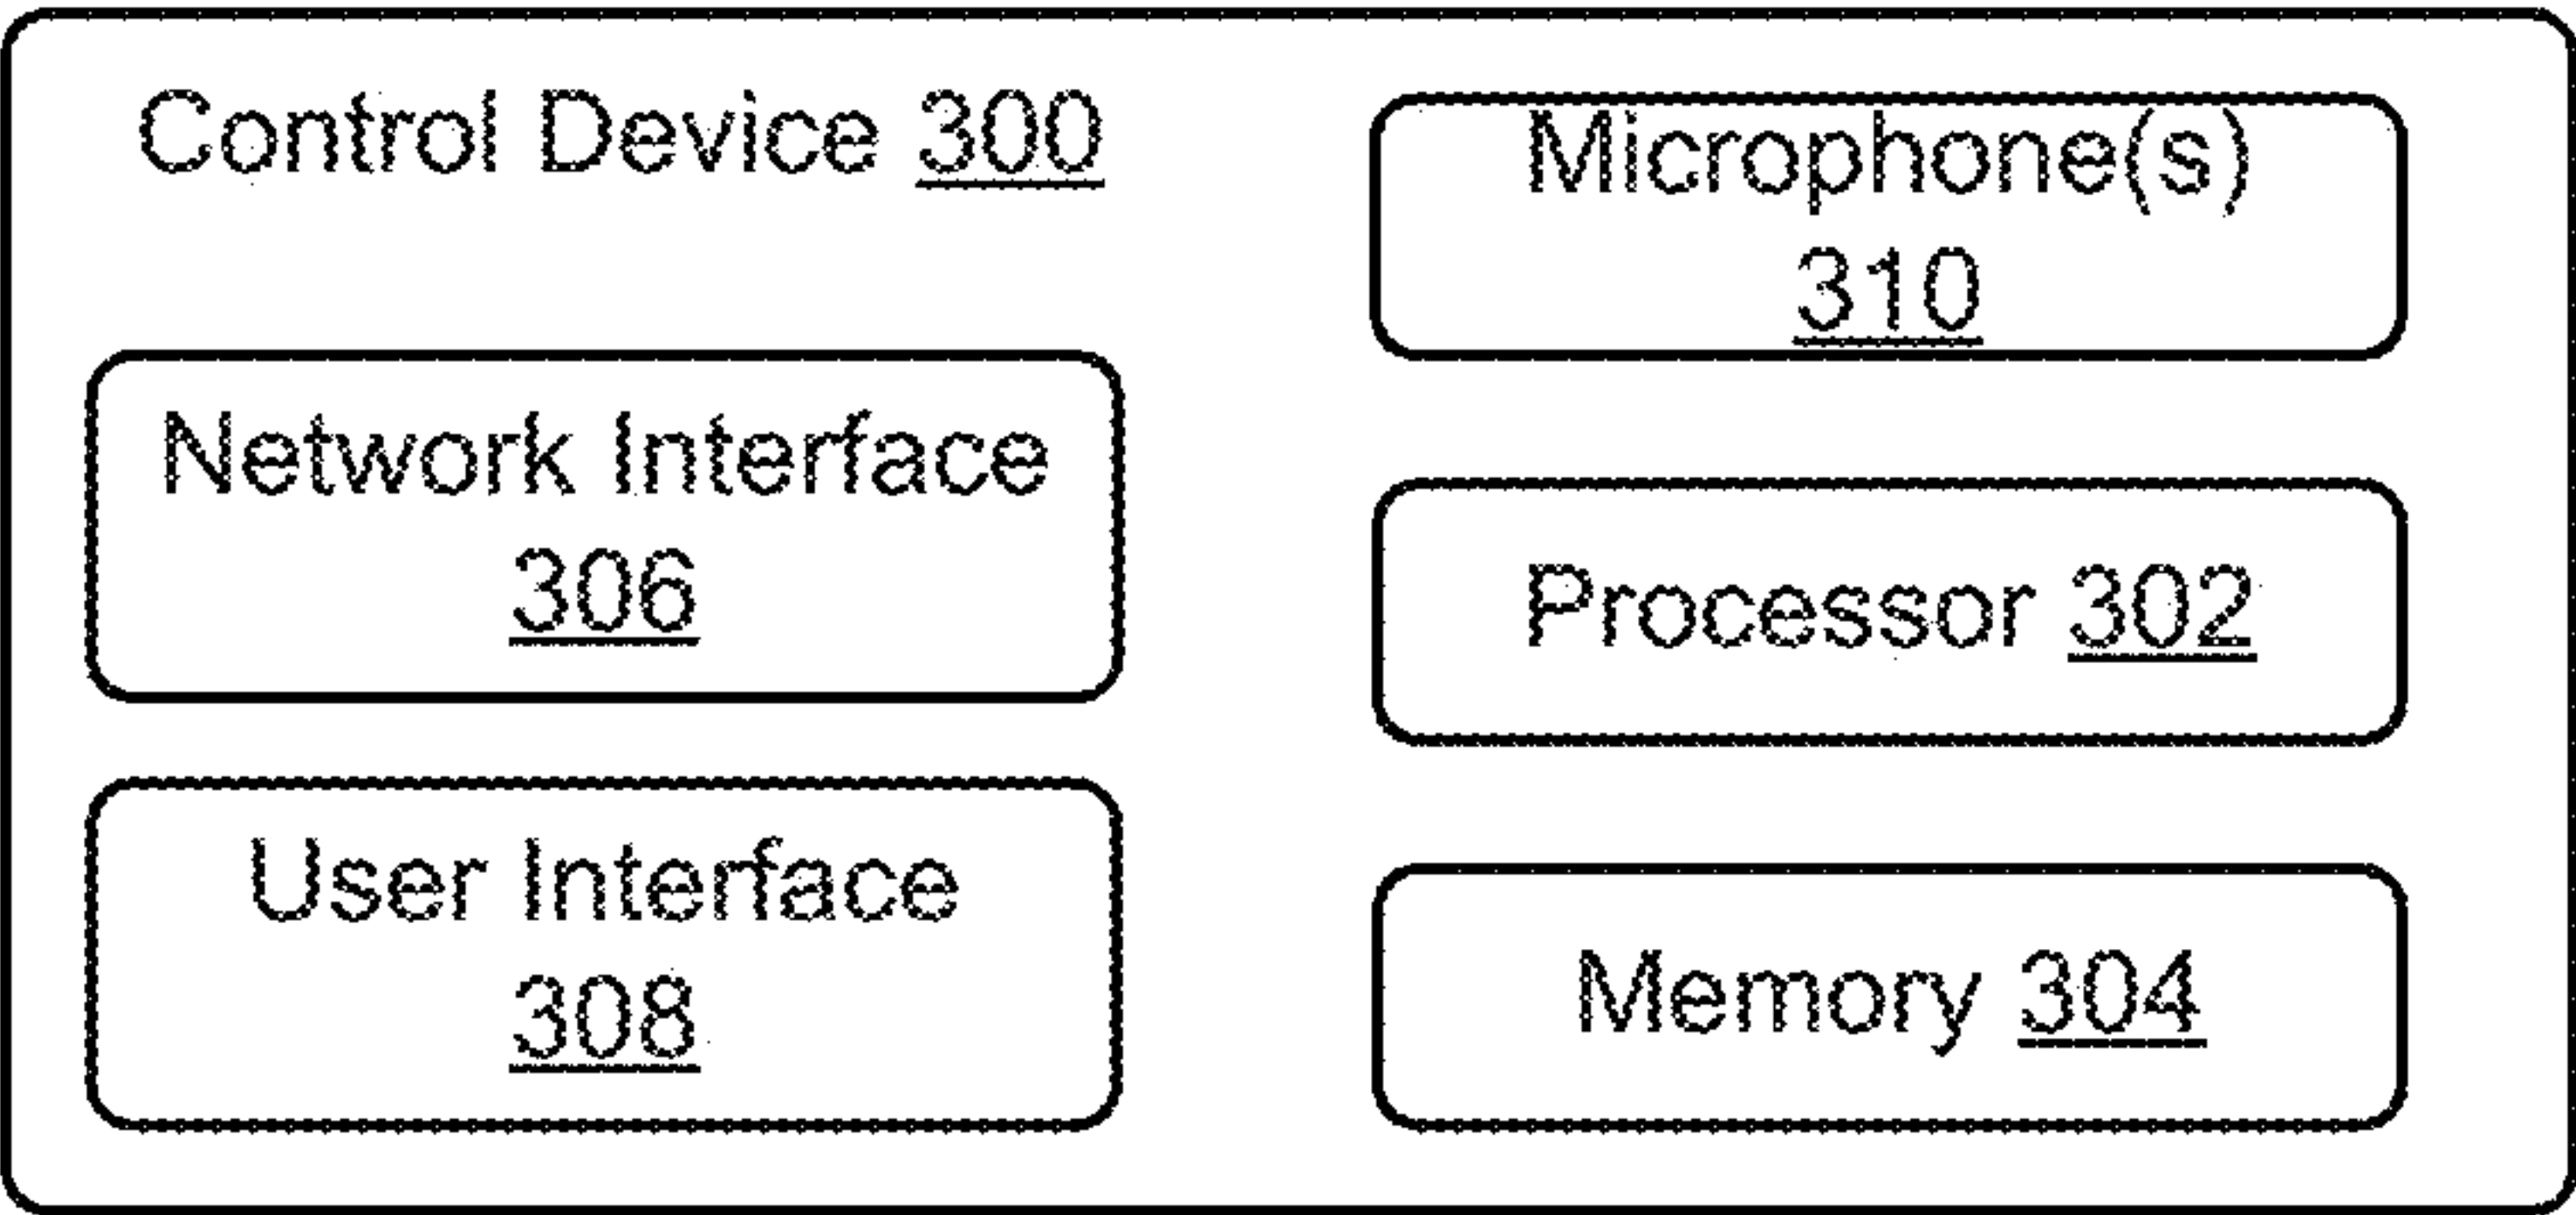 Control Device 300
Network Interface
306
User Interface
308
Microphone(s)
310
Processor 302
Memory 304